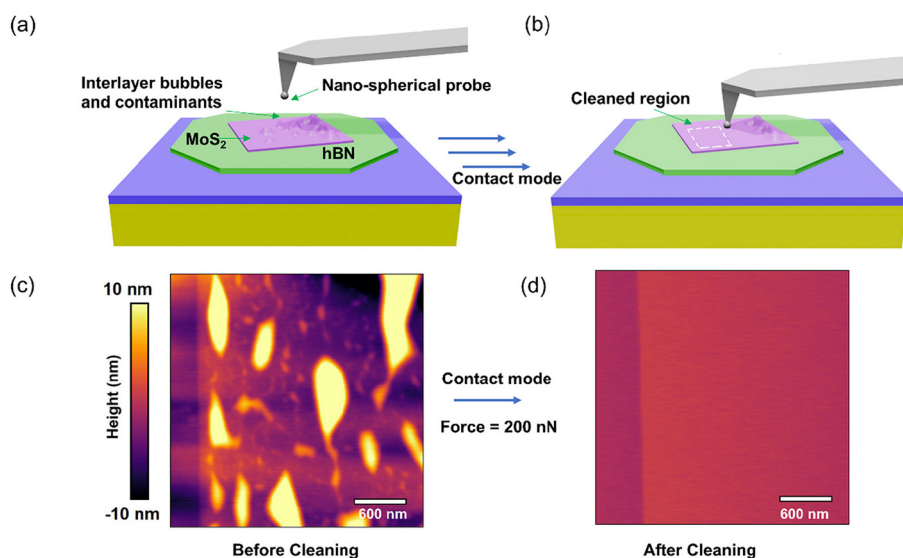 (a)
(b)
Interlayer bubbles
and contaminants
Nano-spherical probe
Cleaned region
MoS₂
hBN
Contact mode
(c)
(d)
10 nm
Height (nm)
-10 nm
Contact mode
Force = 200 nN
600 nm
600 nm
Before Cleaning
After Cleaning